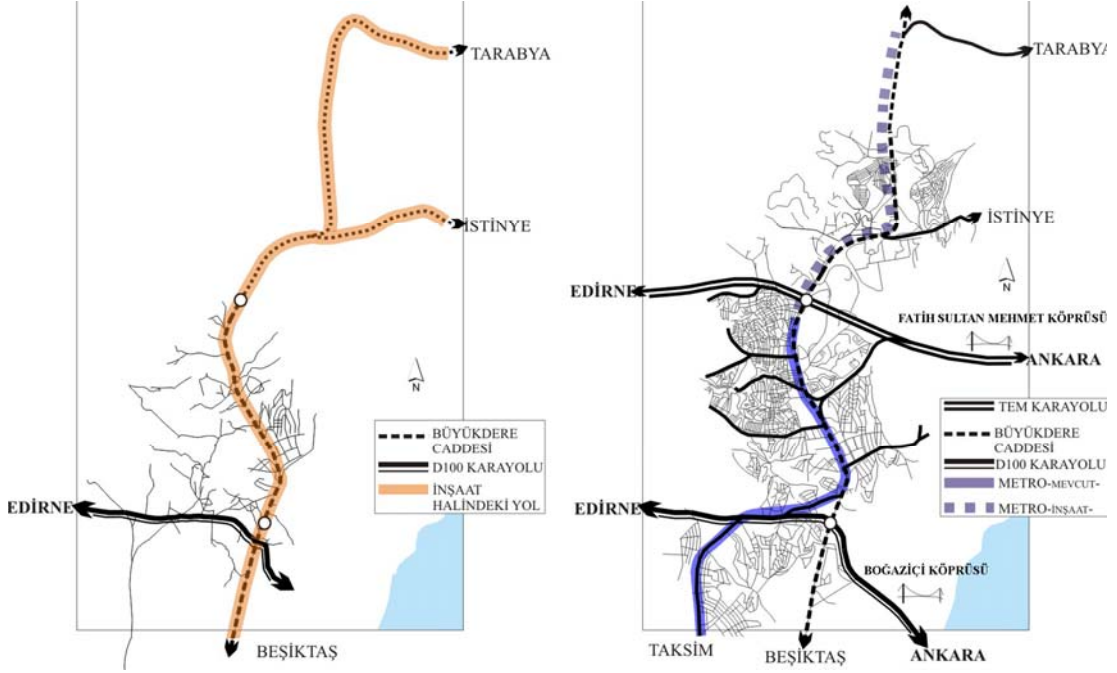 TARABYA
İSTİNYE
N
BÜYÜKDERE
CADDESİ
D100 KARAYOLU
İNŞAAT
HALİNDEKİ YOL
EDİRNE
BEŞİKTAŞ
TARABYA
İSTİNYE
N
EDİRNE
FATİH SULTAN MEHMET KÖPRÜSÜ
ANKARA
TEM KARAYOLU
BÜYÜKDERE
CADDESİ
D100 KARAYOLU
METRO-MEVCUT-
METRO-İNŞAAT-
EDİRNE
BOĞAZİÇİ KÖPRÜSÜ
TAKSİM
BEŞİKTAŞ
ANKARA